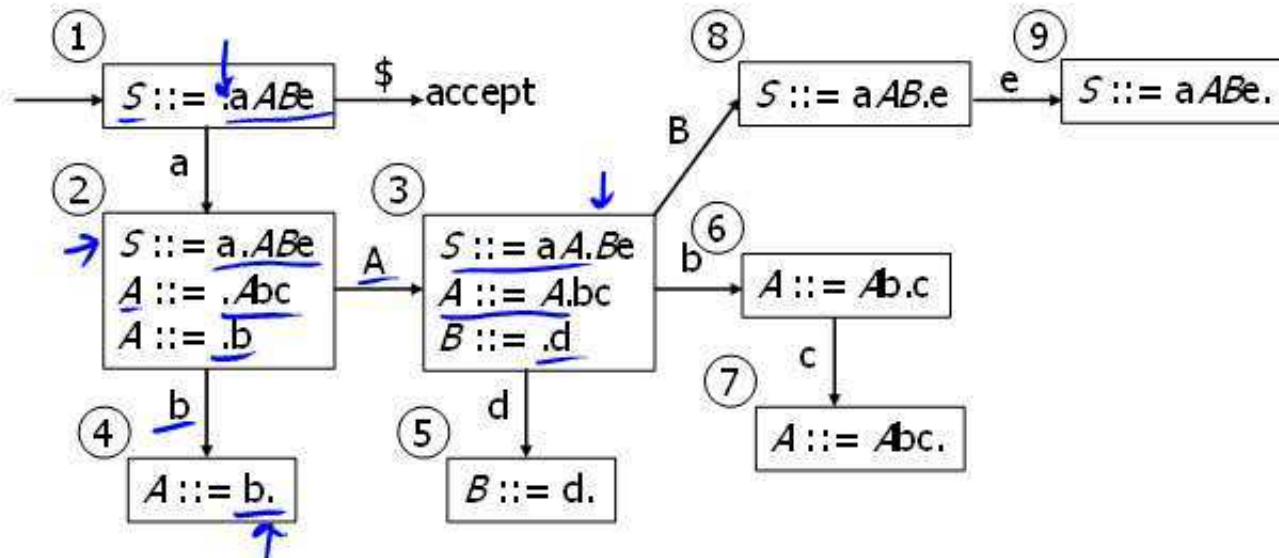 ① ⑧ ⑨
S ::= .aABe $ accept S ::= aAB.e e S ::= aABe.
B
a
② ③
⑥
S ::= a.ABe S ::= aA.Be
A b
A ::= .Abc A ::= A.bc A ::= Ab.c
A ::= .b B ::= .d
c
⑦
b d
④ ⑤
A ::= Abc.
A ::= b. B ::= d.